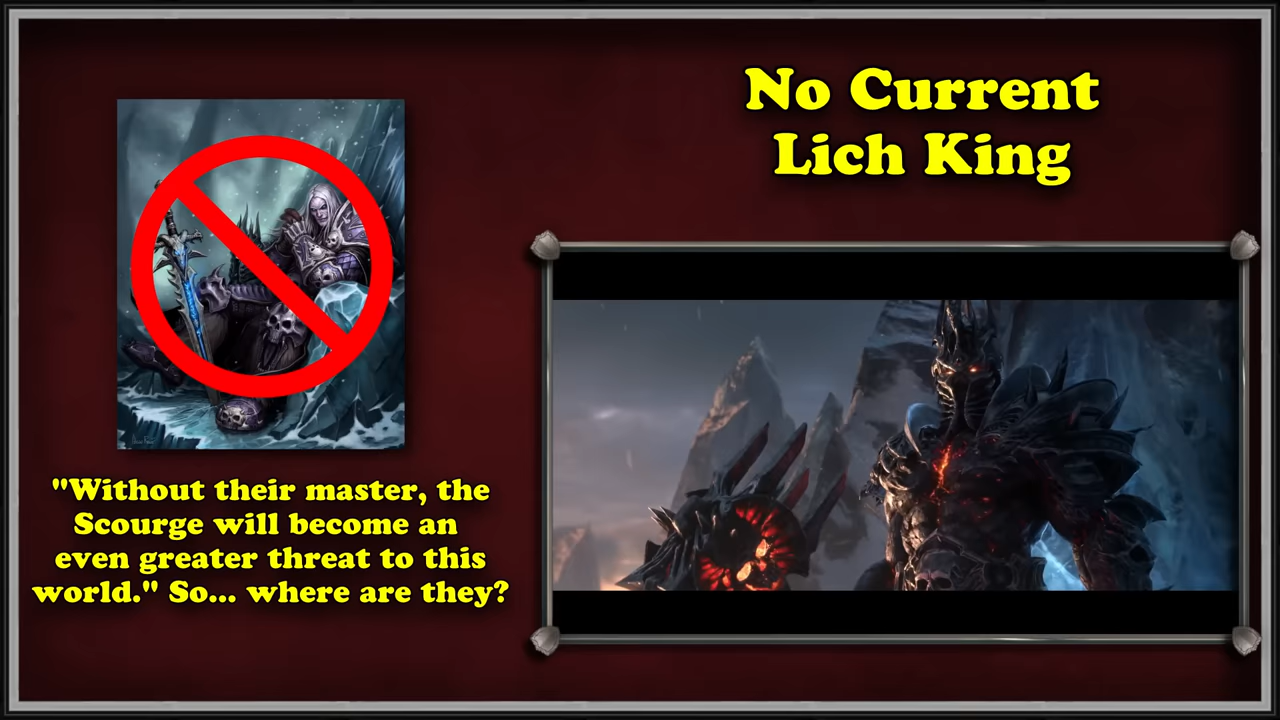 No Current
Lich King
"Without their master, the
Scourge will become an
even greater threat to this
world." So... where are they?